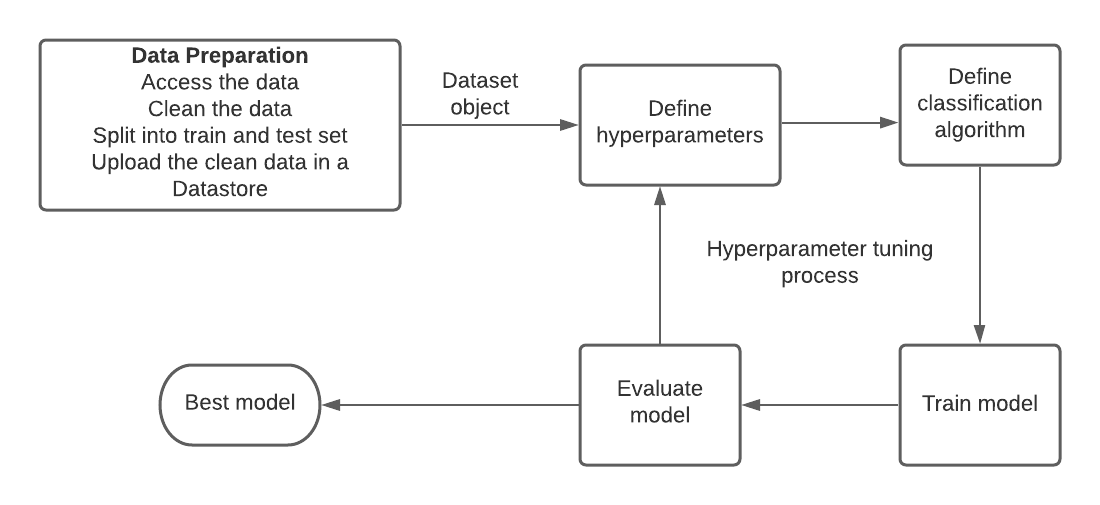 Data Preparation
Access the data
Clean the data
Split into train and test set
Upload the clean data in a
Datastore
Dataset
object
Define
hyperparameters
Define
classification
algorithm
Hyperparameter tuning
process
Best model
Evaluate
model
Train model